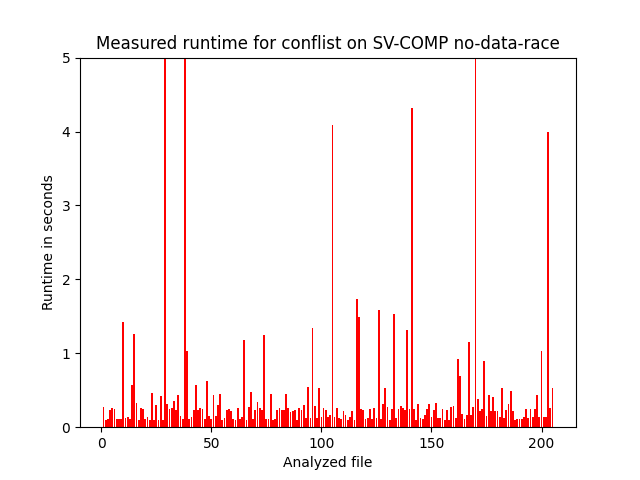 Measured runtime for conflist on SV-COMP no-data-race
5
4
3
2
1
0
Runtime in seconds
0 50 100 150 200
Analyzed file